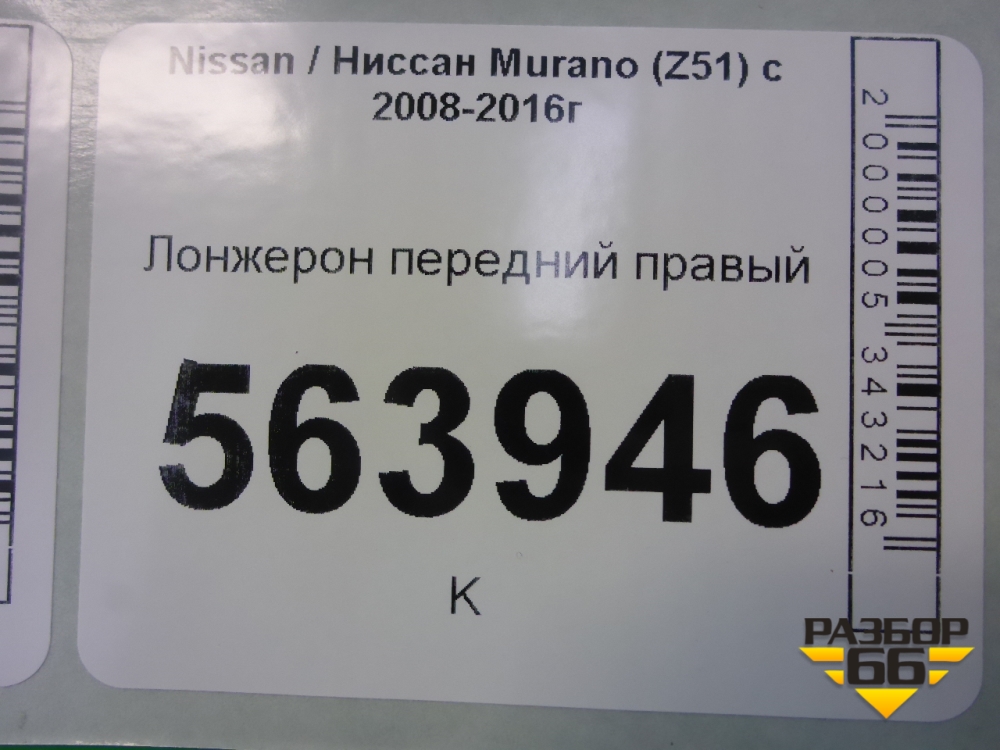 Nissan / Ниссан Murano (Z51) с
2008-2016г
Лонжерон передний правый
563946
К
2000005343216
РАЗБОР
66